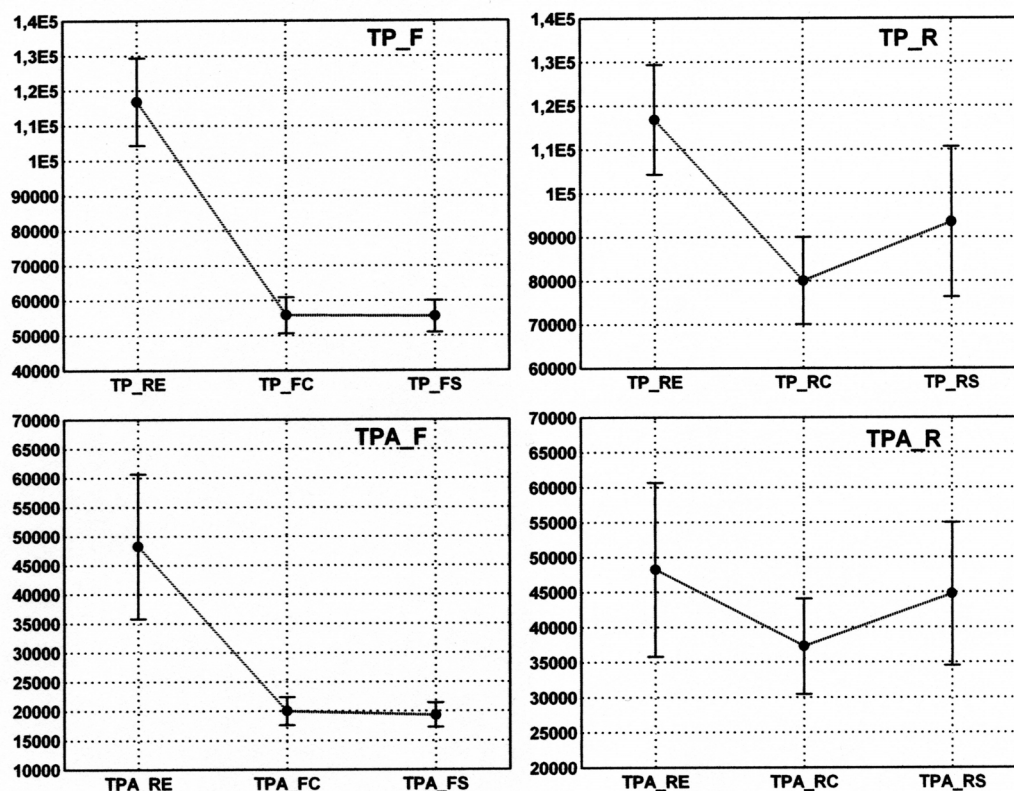 TP_F
1,4E5
1,3E5
1,2E5
1,1E5
1E5
90000
80000
70000
60000
50000
40000
TP_RE TP_FC TP_FS
TP_R
1,4E5
1,3E5
1,2E5
1,1E5
1E5
90000
80000
70000
60000
TP_RE TP_RC TP_RS
TPA_F
70000
65000
60000
55000
50000
45000
40000
35000
30000
25000
20000
15000
10000
TPA_RE TPA_FC TPA_FS
TPA_R
70000
65000
60000
55000
50000
45000
40000
35000
30000
25000
20000
TPA_RE TPA_RC TPA_RS